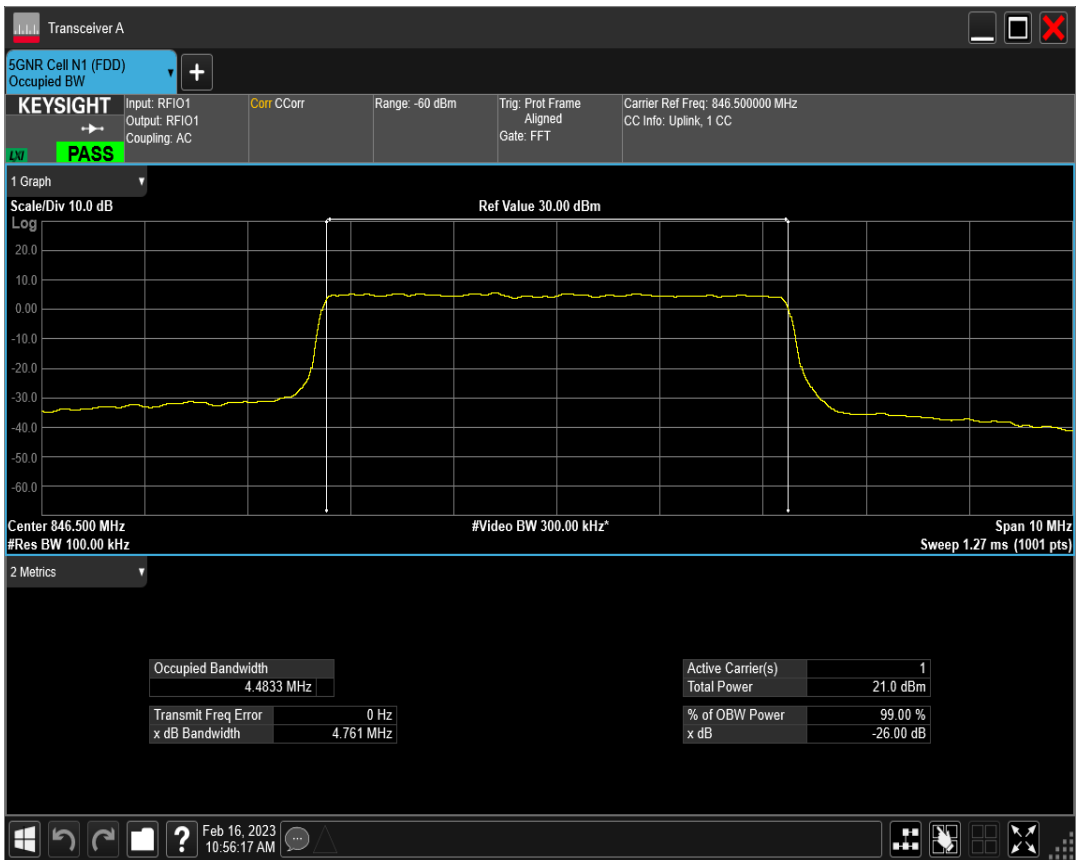 Transceiver A
5GNR Cell N1 (FDD)
Occupied BW
+
KEYSIGHT
LXI
PASS
Input: RFIO1
Output: RFIO1
Coupling: AC
Corr CCorr
Range: -60 dBm
Trig: Prot Frame
Aligned
Gate: FFT
Carrier Ref Freq: 846.500000 MHz
CC Info: Uplink, 1 CC
1 Graph
Scale/Div 10.0 dB
Ref Value 30.00 dBm
Log
20.0
10.0
0.00
-10.0
-20.0
-30.0
-40.0
-50.0
-60.0
Center 846.500 MHz
#Video BW 300.00 kHz*
Span 10 MHz
#Res BW 100.00 kHz
Sweep 1.27 ms (1001 pts)
2 Metrics
Occupied Bandwidth
4.4833 MHz
Transmit Freq Error 0 Hz
x dB Bandwidth 4.761 MHz
Active Carrier(s) 1
Total Power 21.0 dBm
% of OBW Power 99.00 %
x dB -26.00 dB
?
Feb 16, 2023
10:56:17 AM